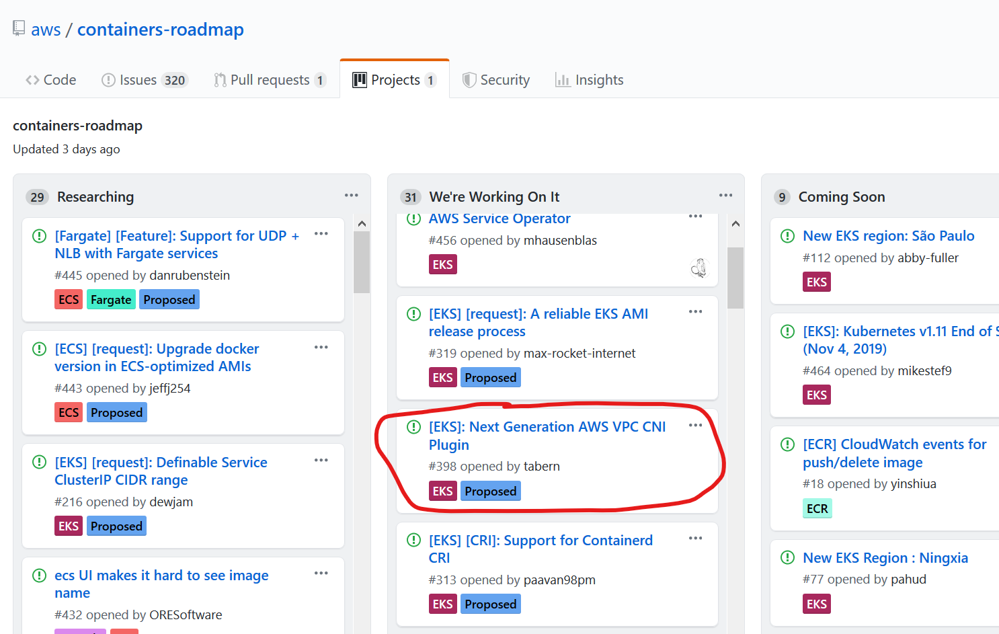 aws / containers-roadmap
Code
Issues 320
Pull requests 1
Projects 1
Security
Insights
containers-roadmap
Updated 3 days ago
29 Researching
[Fargate] [Feature]: Support for UDP +
NLB with Fargate services
#445 opened by danrubenstein
ECS Fargate Proposed
[ECS] [request]: Upgrade docker
version in ECS-optimized AMIs
#443 opened by jeffj254
ECS Proposed
[EKS] [request]: Definable Service
ClusterIP CIDR range
#216 opened by dewjam
EKS Proposed
ecs UI makes it hard to see image
name
#432 opened by ORESoftware
31 We're Working On It
AWS Service Operator
#456 opened by mhausenblas
EKS
[EKS] [request]: A reliable EKS AMI
release process
#319 opened by max-rocket-internet
EKS Proposed
[EKS]: Next Generation AWS VPC CNI
Plugin
#398 opened by tabern
EKS Proposed
[EKS] [CRI]: Support for Containerd
CRI
#313 opened by paavan98pm
EKS Proposed
9 Coming Soon
New EKS region: São Paulo
#112 opened by abby-fuller
EKS
[EKS]: Kubernetes v1.11 End of S
(Nov 4, 2019)
#464 opened by mikestef9
EKS
[ECR] CloudWatch events for
push/delete image
#18 opened by yinshiua
ECR
New EKS Region : Ningxia
#77 opened by pahud
EKS